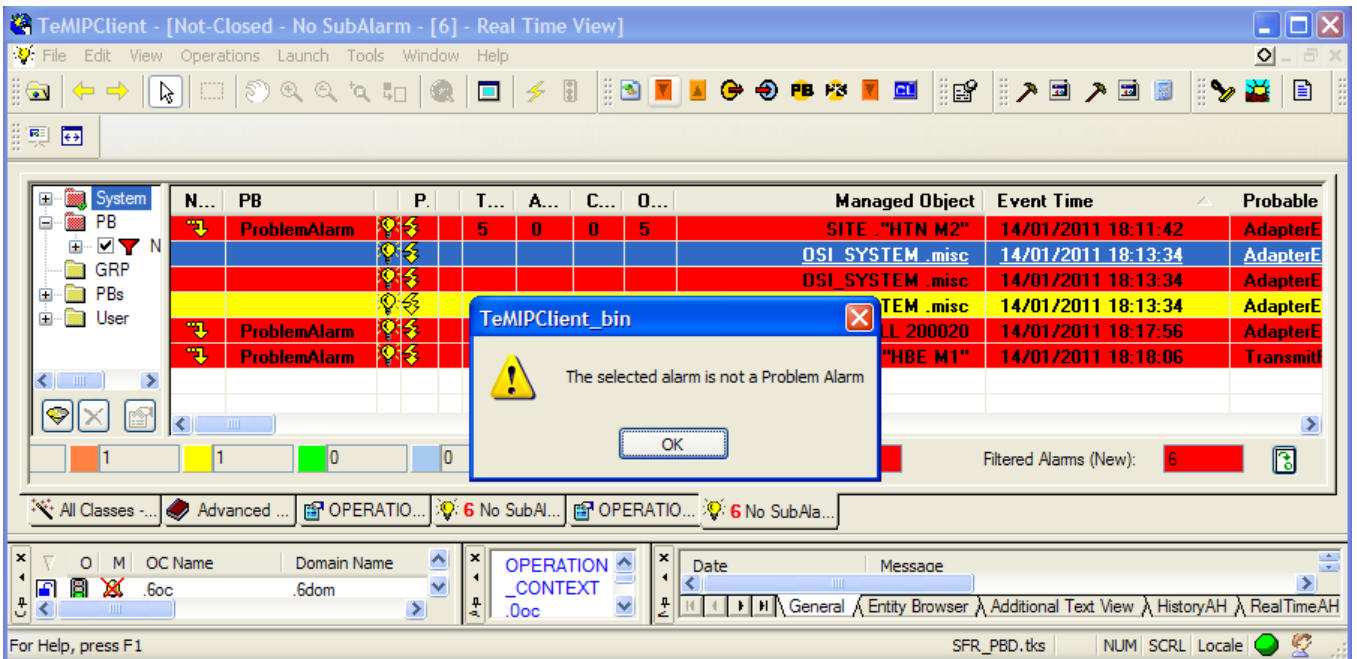 TeMIPClient - [Not-Closed - No SubAlarm - [6] - Real Time View]
File Edit View Operations Launch Tools Window Help
PB CL
System
PB
N
GRP
PBs
User
N... PB P. T... A... C... O... Managed Object Event Time Probable
ProblemAlarm 5 0 0 5 SITE ."HTN M2" 14/01/2011 18:11:42 AdapterE
OSI_SYSTEM .misc 14/01/2011 18:13:34 AdapterE
OSI_SYSTEM .misc 14/01/2011 18:13:34 AdapterE
TEM .misc 14/01/2011 18:13:34 AdapterE
ProblemAlarm LL 200020 14/01/2011 18:17:56 AdapterE
ProblemAlarm "HBE M1" 14/01/2011 18:18:06 Transmit
TeMIPClient_bin
The selected alarm is not a Problem Alarm
OK
1 1 0 0 Filtered Alarms (New): 6
All Classes -... Advanced ... OPERATIO... 6 No SubAl... OPERATIO... 6 No SubAla...
O M OC Name Domain Name
.6oc .6dom
OPERATION
_CONTEXT
.0oc
Date Message
General Entity Browser Additional Text View HistoryAH RealTimeAH
For Help, press F1 SFR_PBD.tks NUM SCRL Locale